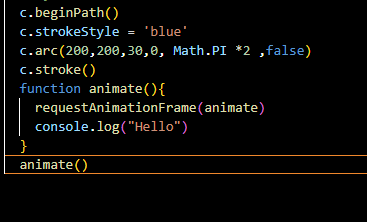 c.beginPath()
c.strokeStyle = 'blue'
c.arc(200,200,30,0, Math.PI *2 ,false)
c.stroke()
function animate(){
  requestAnimationFrame(animate)
  console.log("Hello")
}
animate()